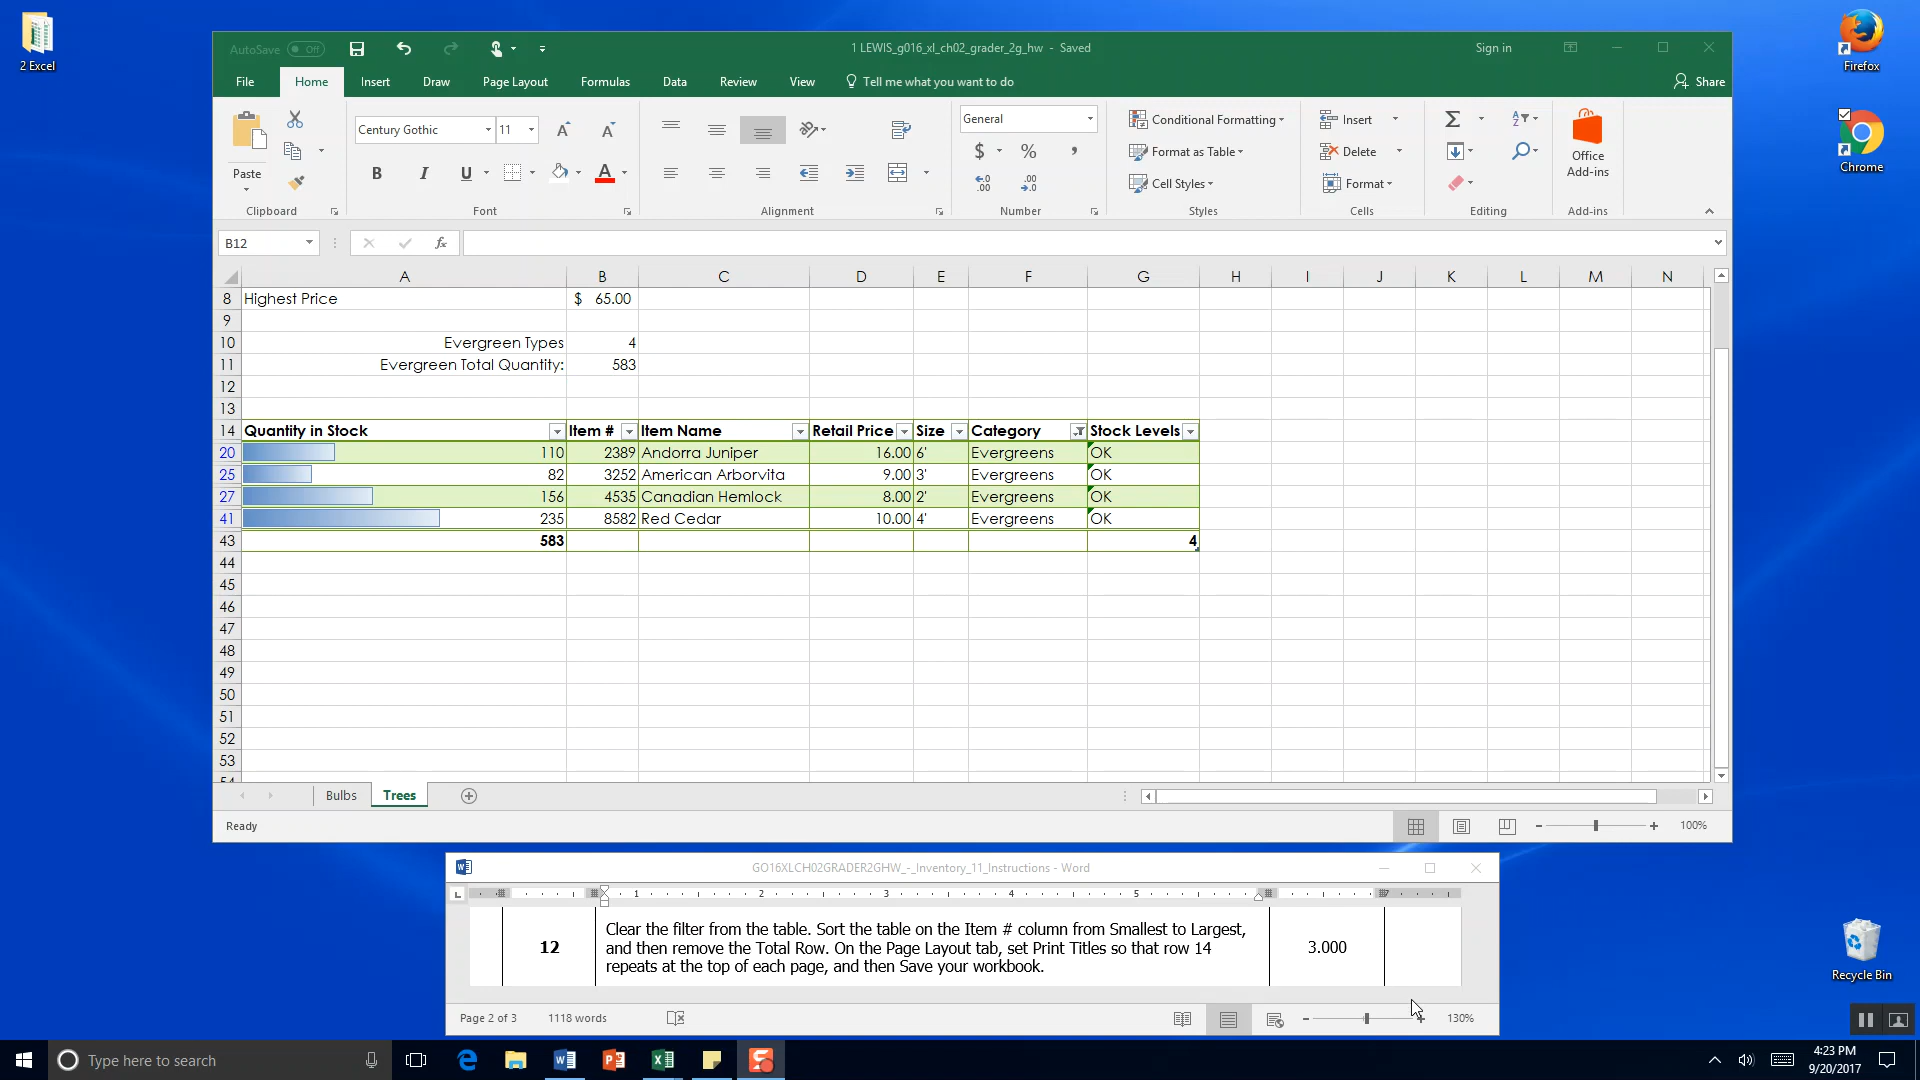 2 Excel
Firefox
Chrome
Recycle Bin
AutoSave Off
1 LEWIS_g016_xl_ch02_grader_2g_hw - Saved
Sign in
File Home Insert Draw Page Layout Formulas Data Review View Tell me what you want to do Share
Century Gothic 11 General
Paste
B I U A $ % ,
Conditional Formatting
Format as Table
Cell Styles
Insert
Delete
Format
Office Add-ins
Clipboard Font Alignment Number Styles Cells Editing Add-ins
B12 fx
A B C D E F G H I J K L M N
8 Highest Price $ 65.00
9
10 Evergreen Types 4
11 Evergreen Total Quantity: 583
12
13
14 Quantity in Stock Item # Item Name Retail Price Size Category Stock Levels
20 110 2389 Andorra Juniper 16.00 6' Evergreens OK
25 82 3252 American Arborvita 9.00 3' Evergreens OK
27 156 4535 Canadian Hemlock 8.00 2' Evergreens OK
41 235 8582 Red Cedar 10.00 4' Evergreens OK
43 583 4
44
45
46
47
48
49
50
51
52
53
54
Bulbs Trees
Ready 100%
GO16XLCH02GRADER2GHW_-_Inventory_11_Instructions - Word
1 2 3 4 5
12
Clear the filter from the table. Sort the table on the Item # column from Smallest to Largest,
and then remove the Total Row. On the Page Layout tab, set Print Titles so that row 14
repeats at the top of each page, and then Save your workbook.
3.000
Page 2 of 3 1118 words 130%
Type here to search
4:23 PM
9/20/2017